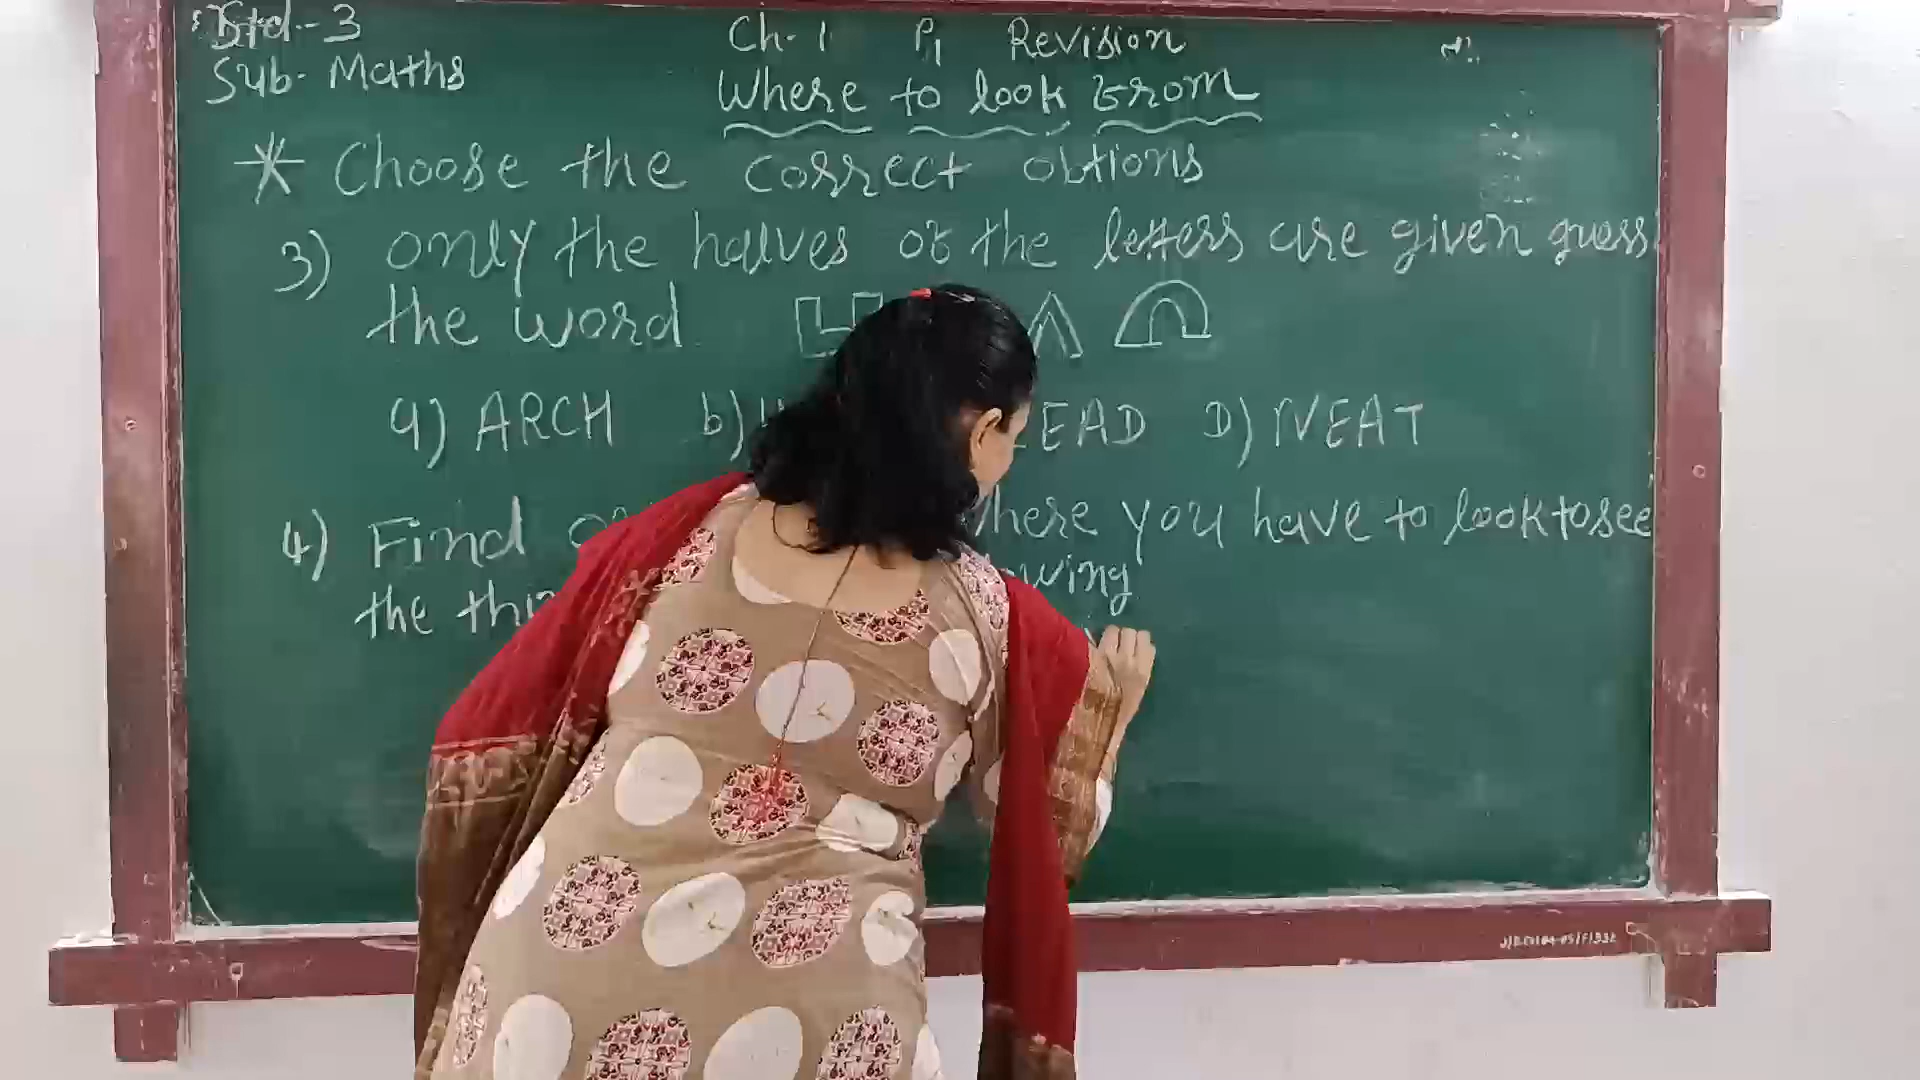 Std-3
Ch-1 P1 Revision
Sub- Maths
Where to look from
* Choose the correct options
3) only the halves of the letters are given guess
the word
a) ARCH b) EAD D) NEAT
4) Find you have to look to see
the